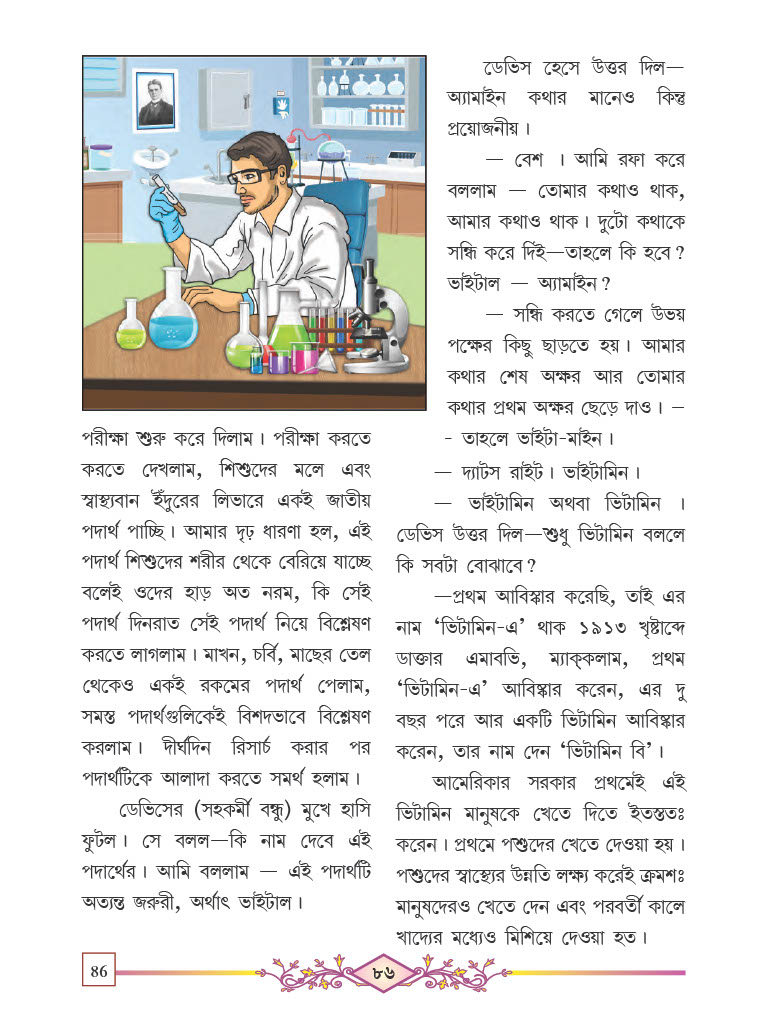 পরীক্ষা শুরু করে দিলাম। পরীক্ষা করতে
করতে দেখলাম, শিশুদের মলে এবং
স্বাস্থ্যবান ইঁদুরের লিভারে একই জাতীয়
পদার্থ পাচ্ছি। আমার দৃঢ় ধারণা হল, এই
পদার্থ শিশুদের শরীর থেকে বেরিয়ে যাচ্ছে
বলেই ওদের হাড় অত নরম, কি সেই
পদার্থ দিনরাত সেই পদার্থ নিয়ে বিশ্লেষণ
করতে লাগলাম। মাখন, চর্বি, মাছের তেল
থেকেও একই রকমের পদার্থ পেলাম,
সমস্ত পদার্থগুলিকেই বিশদভাবে বিশ্লেষণ
করলাম। দীর্ঘদিন রিসার্চ করার পর
পদার্থটিকে আলাদা করতে সমর্থ হলাম।
ডেভিসের (সহকর্মী বন্ধু) মুখে হাসি
ফুটল। সে বলল—কি নাম দেবে এই
পদার্থের। আমি বললাম — এই পদার্থটি
অত্যন্ত জরুরী, অর্থাৎ ভাইটাল।
ডেভিস হেসে উত্তর দিল—
অ্যামাইন কথার মানেও কিন্তু
প্রয়োজনীয়।
— বেশ । আমি রফা করে
বললাম — তোমার কথাও থাক,
আমার কথাও থাক। দুটো কথাকে
সন্ধি করে দিই—তাহলে কি হবে?
ভাইটাল — অ্যামাইন?
— সন্ধি করতে গেলে উভয়
পক্ষের কিছু ছাড়তে হয়। আমার
কথার শেষ অক্ষর আর তোমার
কথার প্রথম অক্ষর ছেড়ে দাও। –
- তাহলে ভাইটা-মাইন।
— দ্যাটস রাইট। ভাইটামিন।
— ভাইটামিন অথবা ভিটামিন ।
ডেভিস উত্তর দিল—শুধু ভিটামিন বললে
কি সবটা বোঝাবে?
—প্রথম আবিস্কার করেছি, তাই এর
নাম ‘ভিটামিন-এ’ থাক ১৯১৩ খৃষ্টাব্দে
ডাক্তার এমাবভি, ম্যাক্‌কলাম, প্রথম
‘ভিটামিন-এ’ আবিষ্কার করেন, এর দু
বছর পরে আর একটি ভিটামিন আবিষ্কার
করেন, তার নাম দেন ‘ভিটামিন বি’।
আমেরিকার সরকার প্রথমেই এই
ভিটামিন মানুষকে খেতে দিতে ইতস্ততঃ
করেন। প্রথমে পশুদের খেতে দেওয়া হয়।
পশুদের স্বাস্থ্যের উন্নতি লক্ষ্য করেই ক্রমশঃ
মানুষদেরও খেতে দেন এবং পরবর্তী কালে
খাদ্যের মধ্যেও মিশিয়ে দেওয়া হত।
86
৮৬